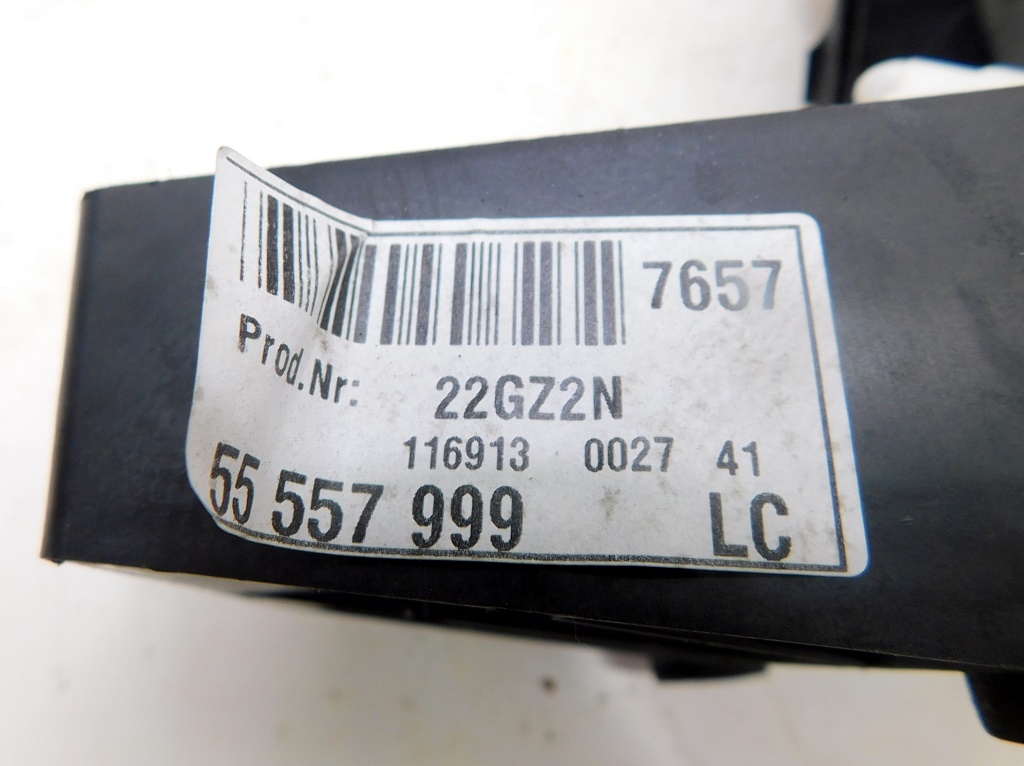 7657
Prod.Nr: 22GZ2N
116913 0027 41
55 557 999 LC